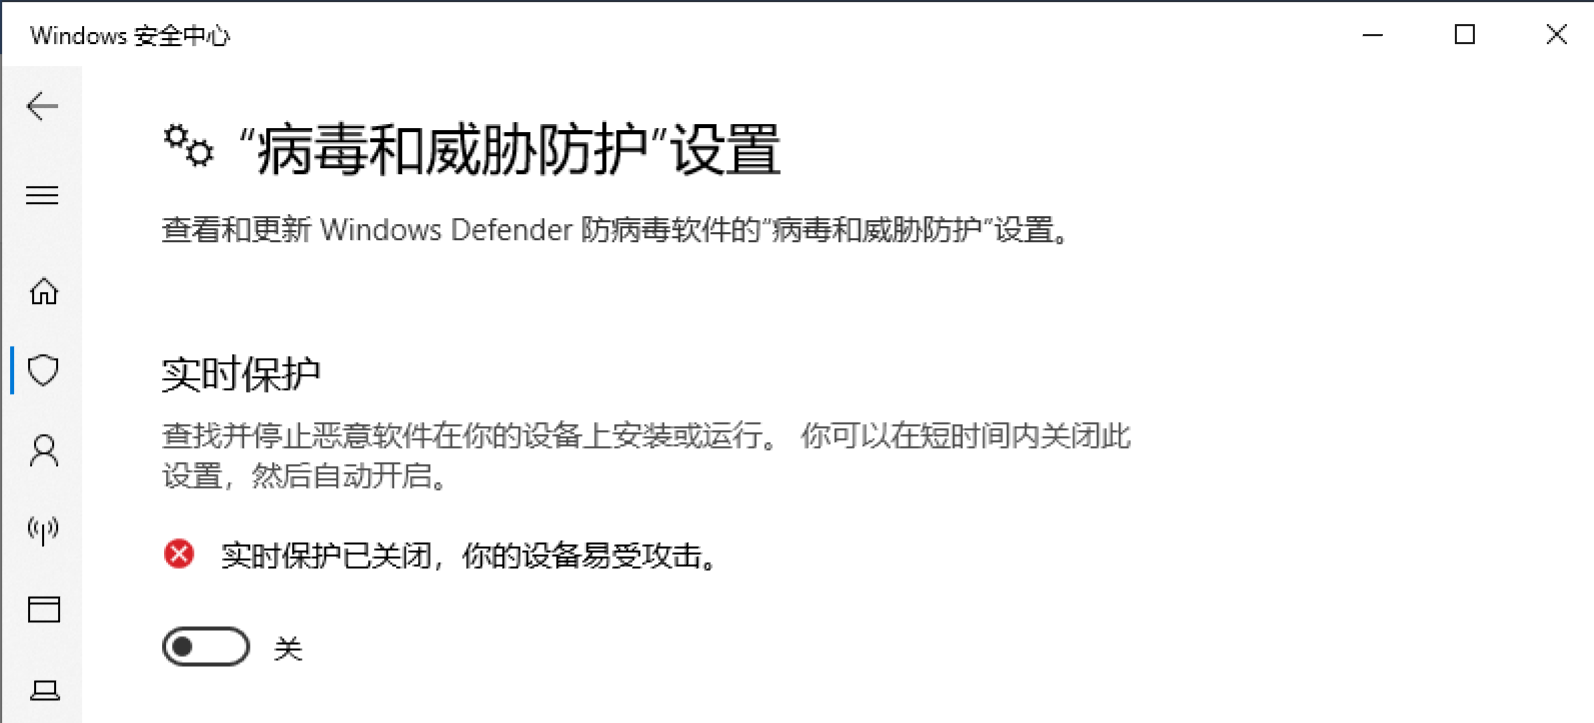 Windows 安全中心
“病毒和威胁防护”设置
查看和更新 Windows Defender 防病毒软件的“病毒和威胁防护”设置。
实时保护
查找并停止恶意软件在你的设备上安装或运行。 你可以在短时间内关闭此
设置，然后自动开启。
实时保护已关闭，你的设备易受攻击。
关